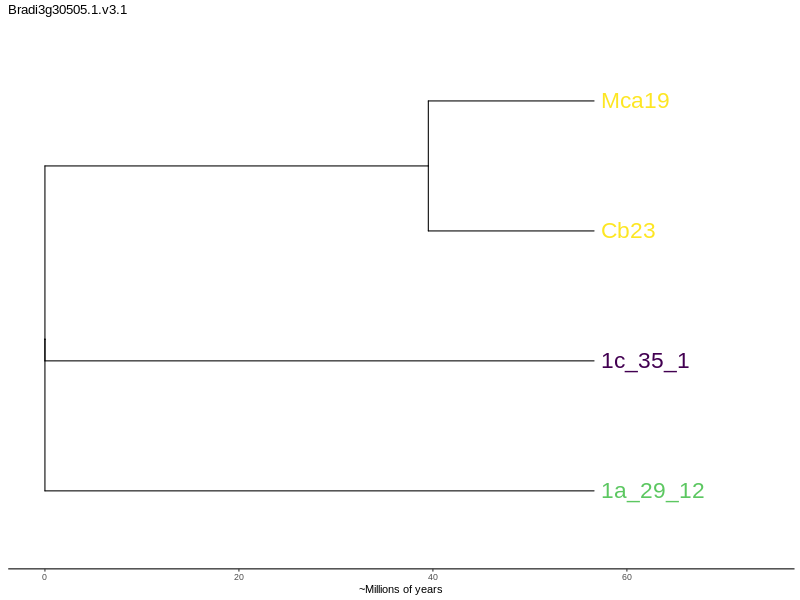 Bradi3g30505.1.v3.1
Mca19
Cb23
1c_35_1
1a_29_12
0 20 40 60
~Millions of years